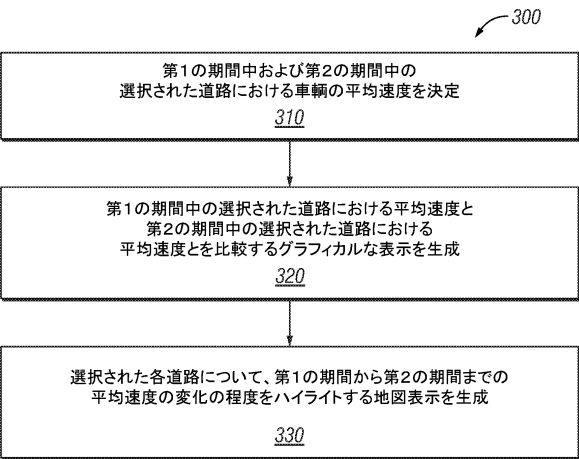 300
第１の期間中および第２の期間中の
選択された道路における車輌の平均速度を決定
310
第１の期間中の選択された道路における平均速度と
第２の期間中の選択された道路における
平均速度とを比較するグラフィカルな表示を生成
320
選択された各道路について、第１の期間から第２の期間までの
平均速度の変化の程度をハイライトする地図表示を生成
330